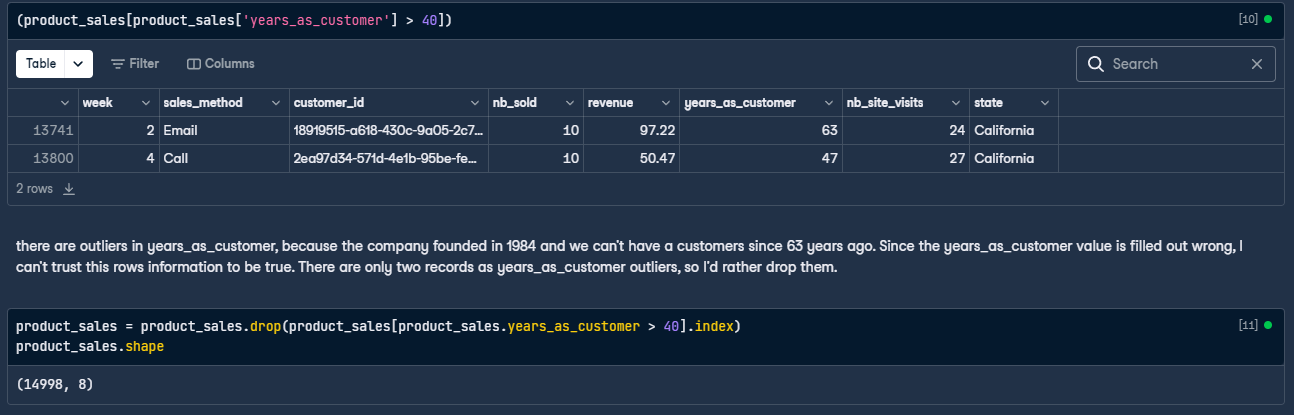 (product_sales[product_sales['years_as_customer'] > 40]) [10]
Table Filter Columns Search
week sales_method customer_id nb_sold revenue years_as_customer nb_site_visits state
13741 2 Email 18919515-a618-430c-9a05-2c7... 10 97.22 63 24 California
13800 4 Call 2ea97d34-571d-4e1b-95be-fe... 10 50.47 47 27 California
2 rows
there are outliers in years_as_customer, because the company founded in 1984 and we can't have a customers since 63 years ago. Since the years_as_customer value is filled out wrong, I
can't trust this rows information to be true. There are only two records as years_as_customer outliers, so I'd rather drop them.
product_sales = product_sales.drop(product_sales[product_sales.years_as_customer > 40].index) [11]
product_sales.shape
(14998, 8)